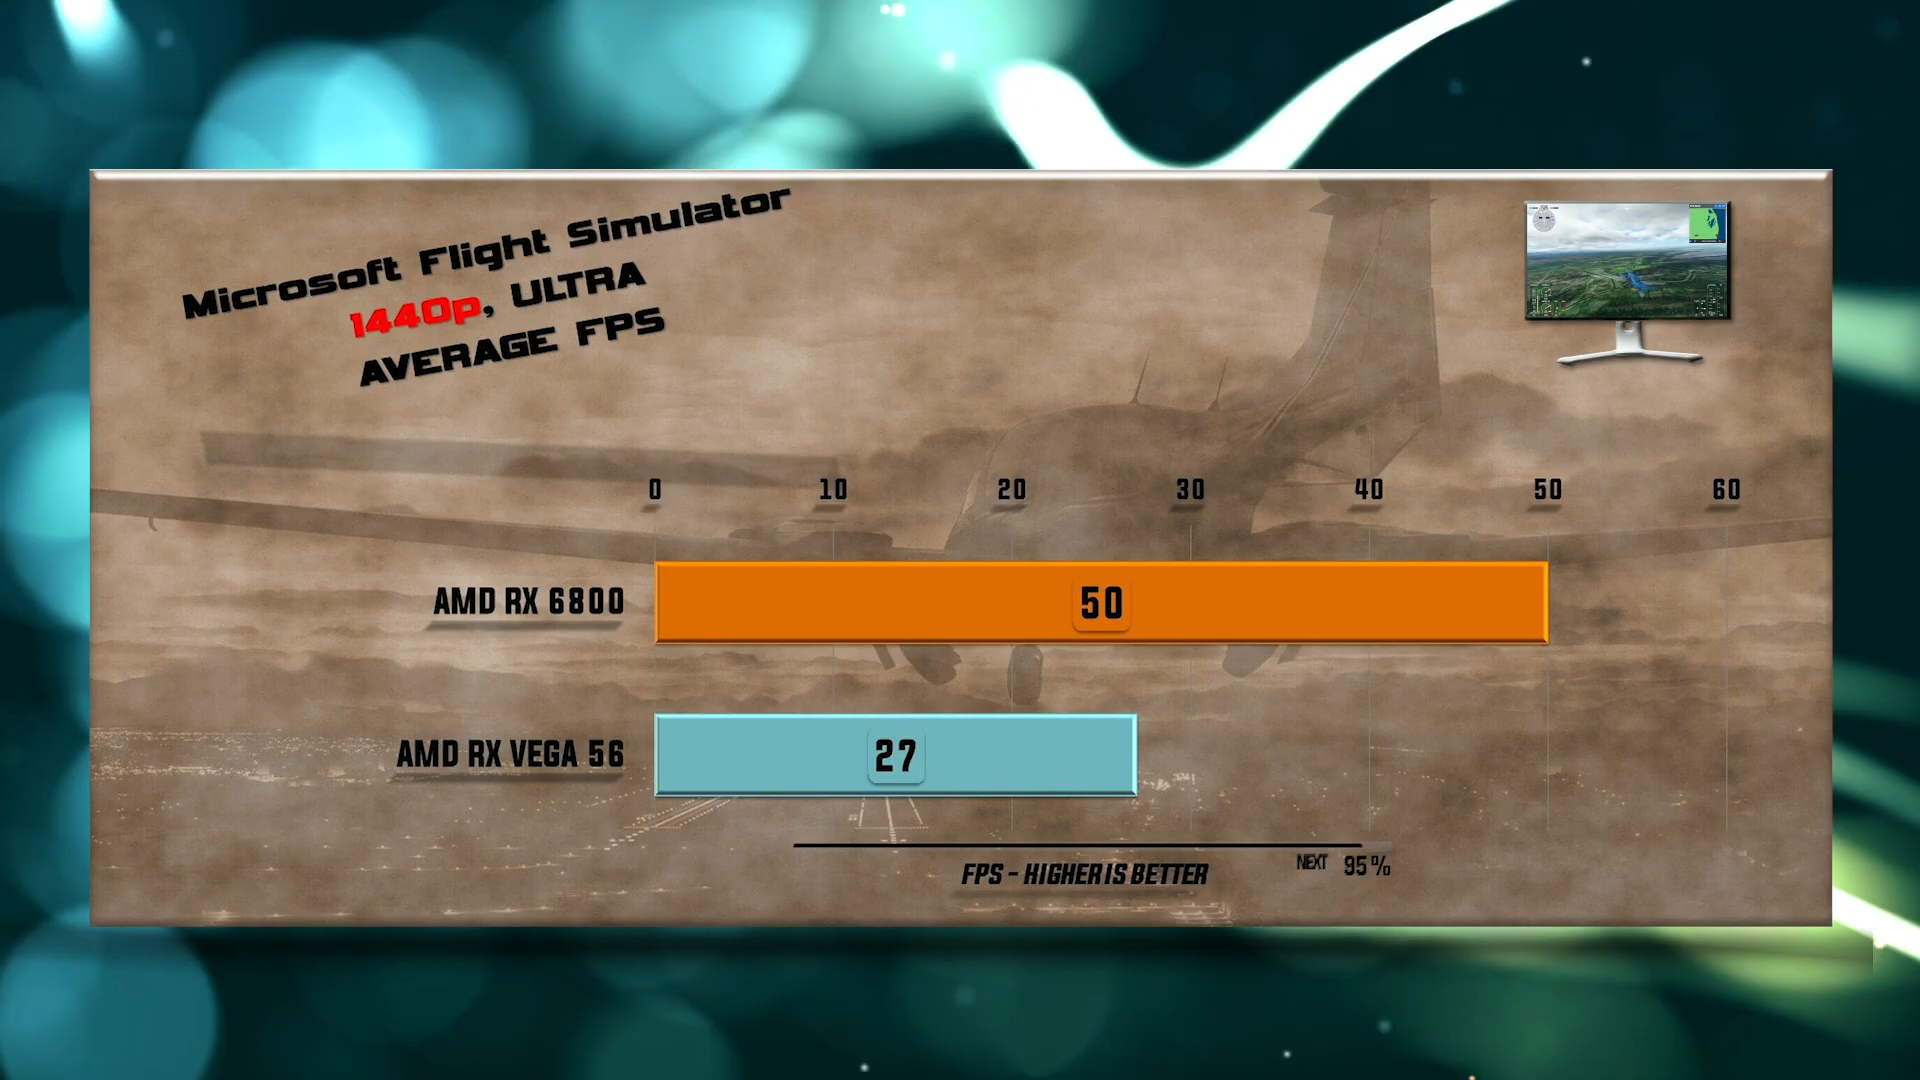 Microsoft Flight Simulator
1440p, ULTRA
AVERAGE FPS
0 10 20 30 40 50 60
AMD RX 6800 50
AMD RX VEGA 56 27
FPS - HIGHER IS BETTER
NEXT 95%